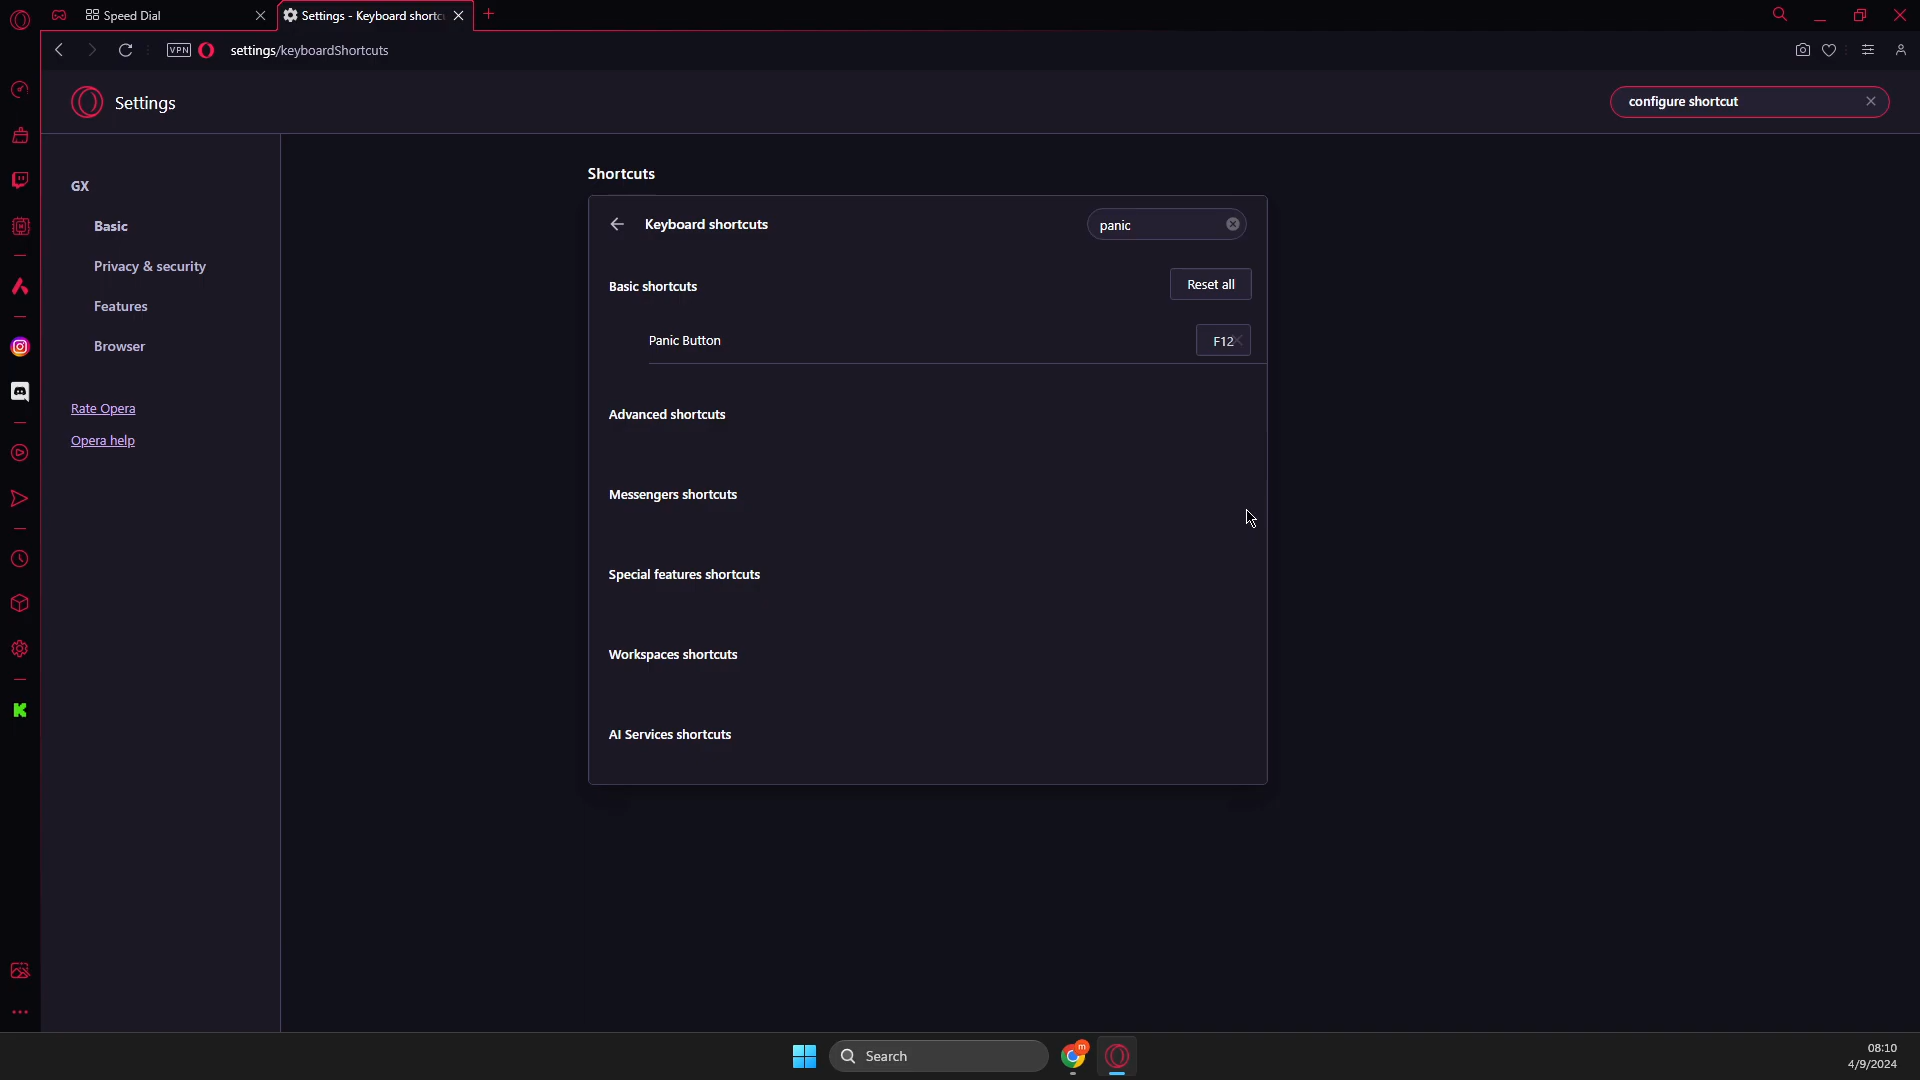 Speed Dial
Settings - Keyboard shortc
VPN
settings/keyboardShortcuts
Settings
configure shortcut
GX
Basic
Privacy & security
Features
Browser
Rate Opera
Opera help
Shortcuts
Keyboard shortcuts
panic
Basic shortcuts
Reset all
Panic Button
F12
Advanced shortcuts
Messengers shortcuts
Special features shortcuts
Workspaces shortcuts
AI Services shortcuts
Search
m
08:10
4/9/2024